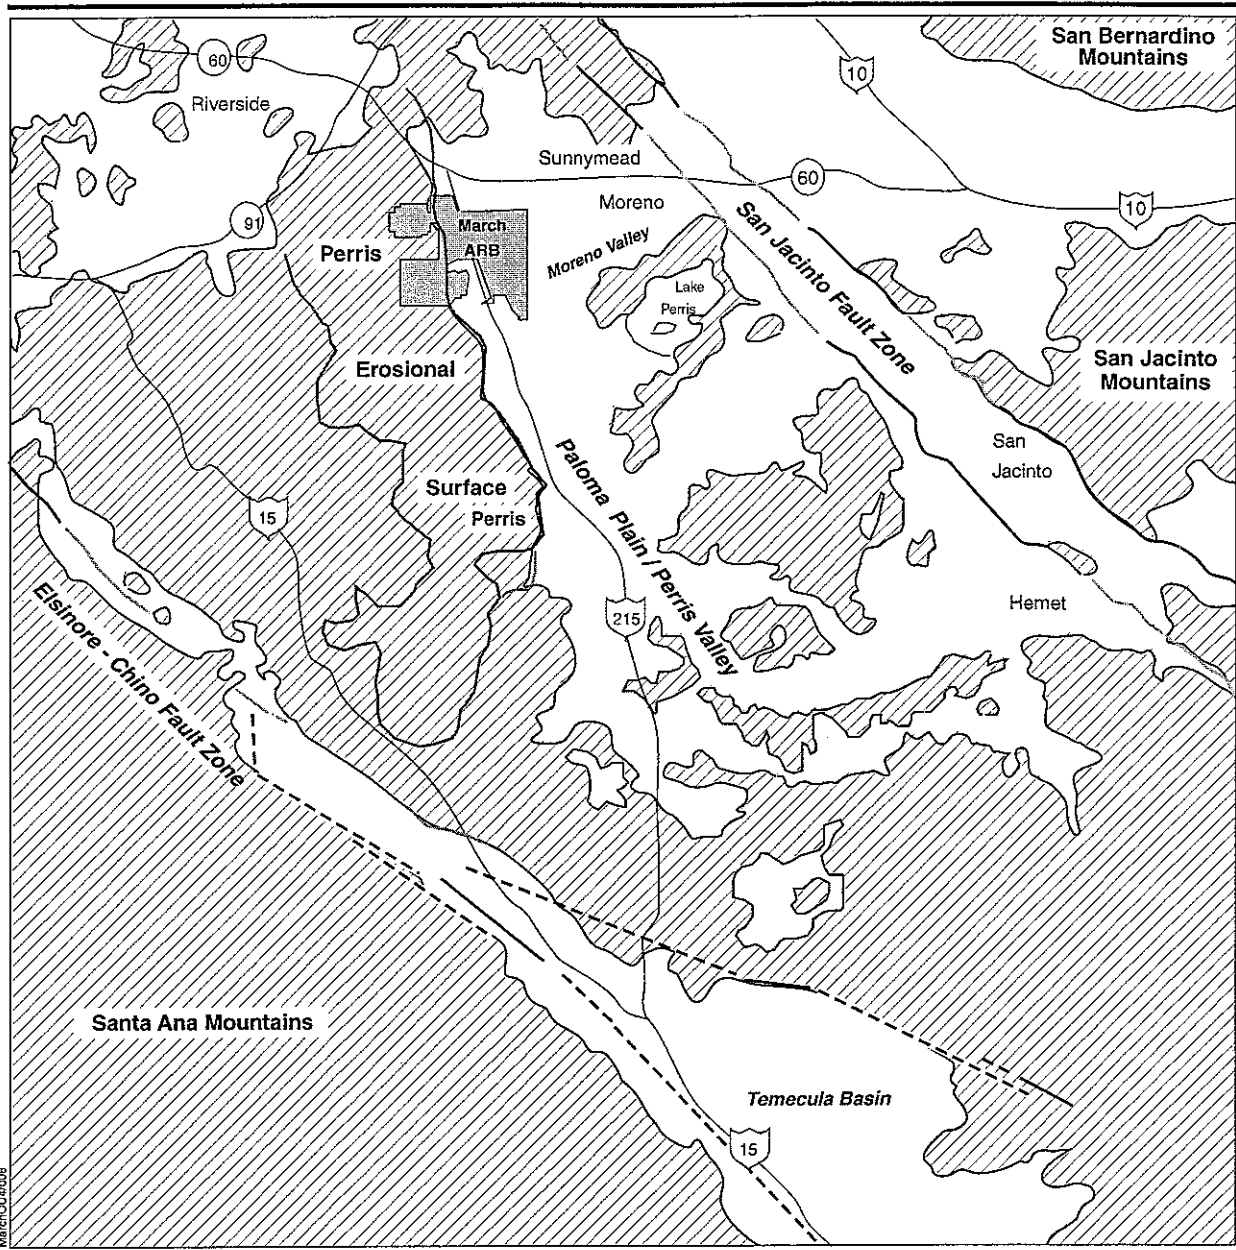 San Bernardino
Mountains
60
10
Riverside
Sunnymead
60
Moreno
10
91
March
ARB
San Jacinto Fault Zone
Perris
Moreno Valley
Lake
Perris
Erosional
San Jacinto
Mountains
San
Jacinto
Paloma Plain / Perris Valley
Surface
Perris
15
Elsinore - Chino Fault Zone
215
Hemet
Santa Ana Mountains
Temecula Basin
15